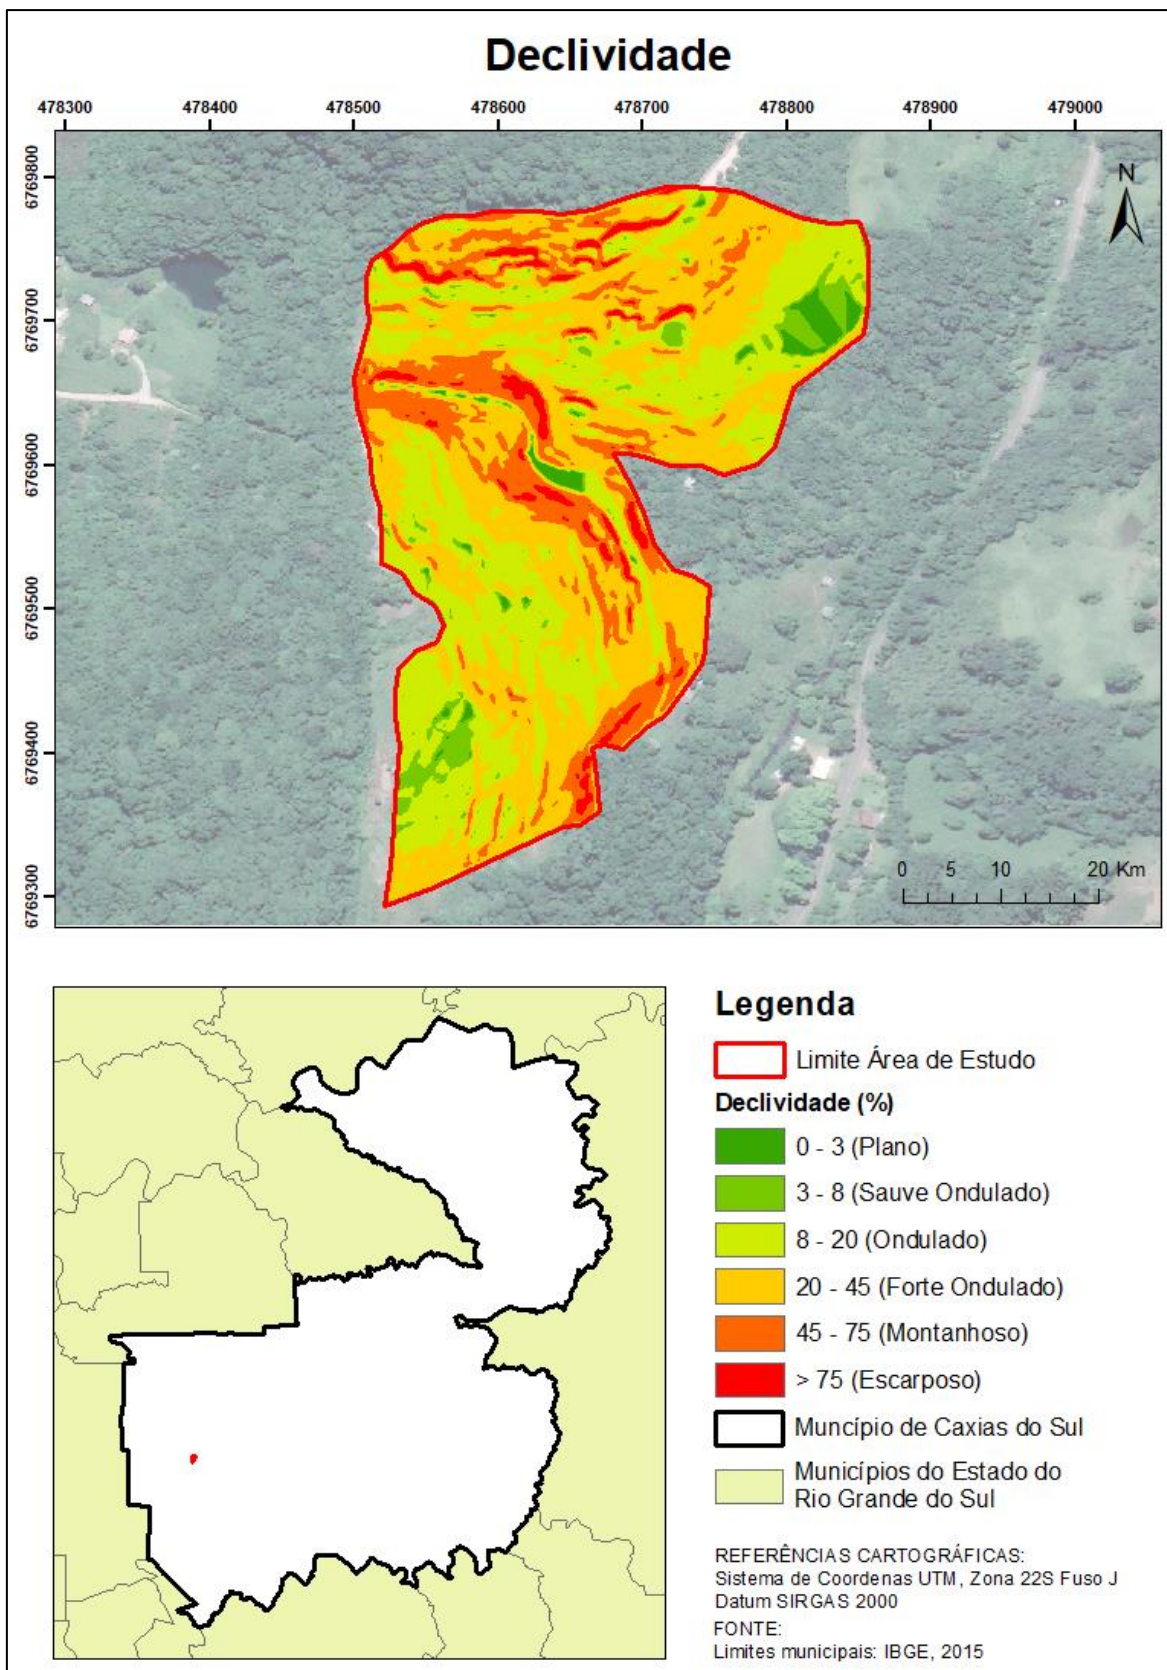 Declividade
478300 478400 478500 478600 478700 478800 478900 479000
6769800
6769700
6769600
6769500
6769400
6769300
N
0 5 10 20 Km
Legenda
Limite Área de Estudo
Declividade (%)
0 - 3 (Plano)
3 - 8 (Sauve Ondulado)
8 - 20 (Ondulado)
20 - 45 (Forte Ondulado)
45 - 75 (Montanhoso)
> 75 (Escarposo)
Muncípio de Caxias do Sul
Municípios do Estado do
Rio Grande do Sul
REFERÊNCIAS CARTOGRÁFICAS:
Sistema de Coordenas UTM, Zona 22S Fuso J
Datum SIRGAS 2000
FONTE:
Limites municipais: IBGE, 2015